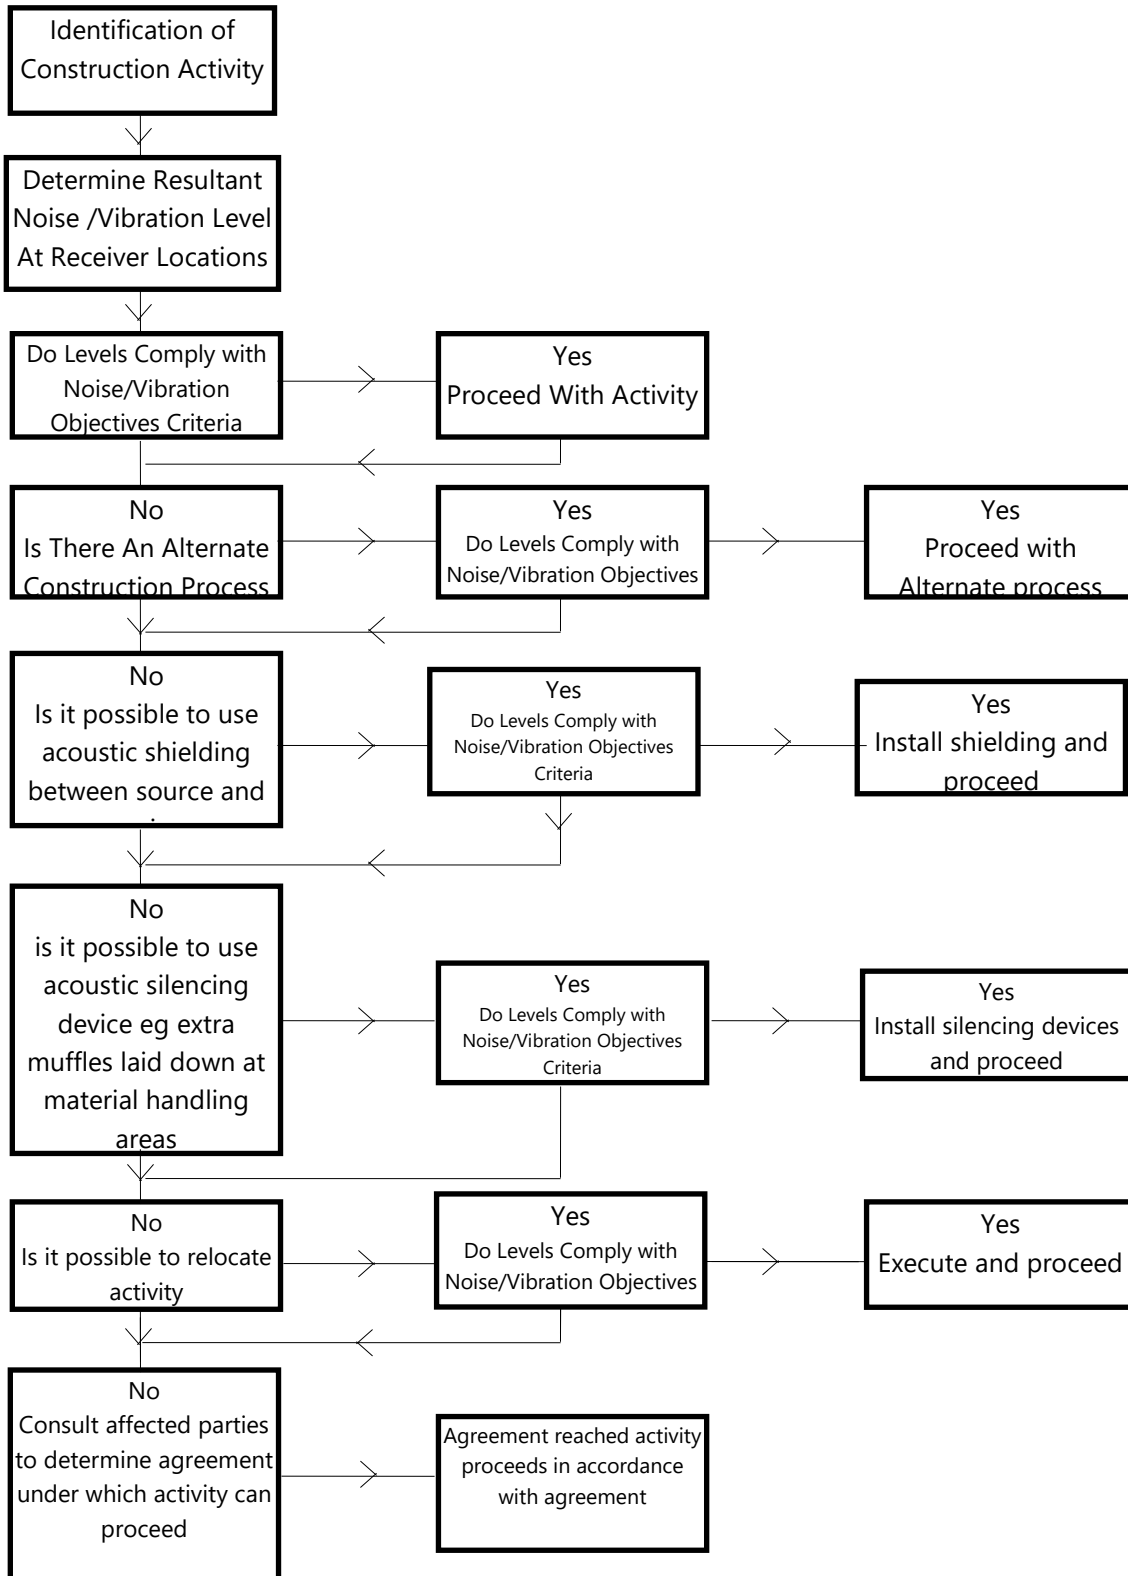 Identification of
Construction Activity
Determine Resultant
Noise /Vibration Level
At Receiver Locations
Do Levels Comply with
Noise/Vibration
Objectives Criteria
Yes
Proceed With Activity
No
Is There An Alternate
Construction Process
Yes
Do Levels Comply with
Noise/Vibration Objectives
Yes
Proceed with
Alternate process
No
Is it possible to use
acoustic shielding
between source and
Yes
Do Levels Comply with
Noise/Vibration Objectives
Criteria
Yes
Install shielding and
proceed
No
is it possible to use
acoustic silencing
device eg extra
muffles laid down at
material handling
areas
Yes
Do Levels Comply with
Noise/Vibration Objectives
Criteria
Yes
Install silencing devices
and proceed
No
Is it possible to relocate
activity
Yes
Do Levels Comply with
Noise/Vibration Objectives
Yes
Execute and proceed
No
Consult affected parties
to determine agreement
under which activity can
proceed
Agreement reached activity
proceeds in accordance
with agreement